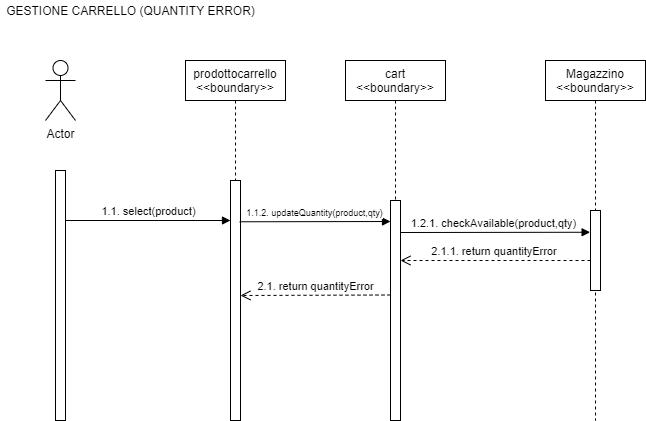 GESTIONE CARRELLO (QUANTITY ERROR)
prodottocarrello
<<boundary>>
cart
<<boundary>>
Magazzino
<<boundary>>
Actor
1.1. select(product)
1.1.2. updateQuantity(product,qty)
1.2.1. checkAvailable(product,qty)
2.1.1. return quantityError
2.1. return quantityError